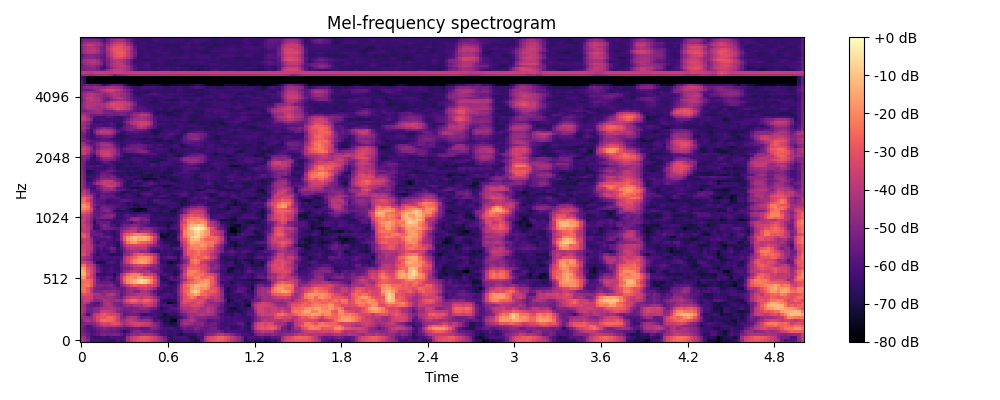 Mel-frequency spectrogram
Hz
4096
2048
1024
512
0
0 0.6 1.2 1.8 2.4 3 3.6 4.2 4.8
Time
+0 dB
-10 dB
-20 dB
-30 dB
-40 dB
-50 dB
-60 dB
-70 dB
-80 dB